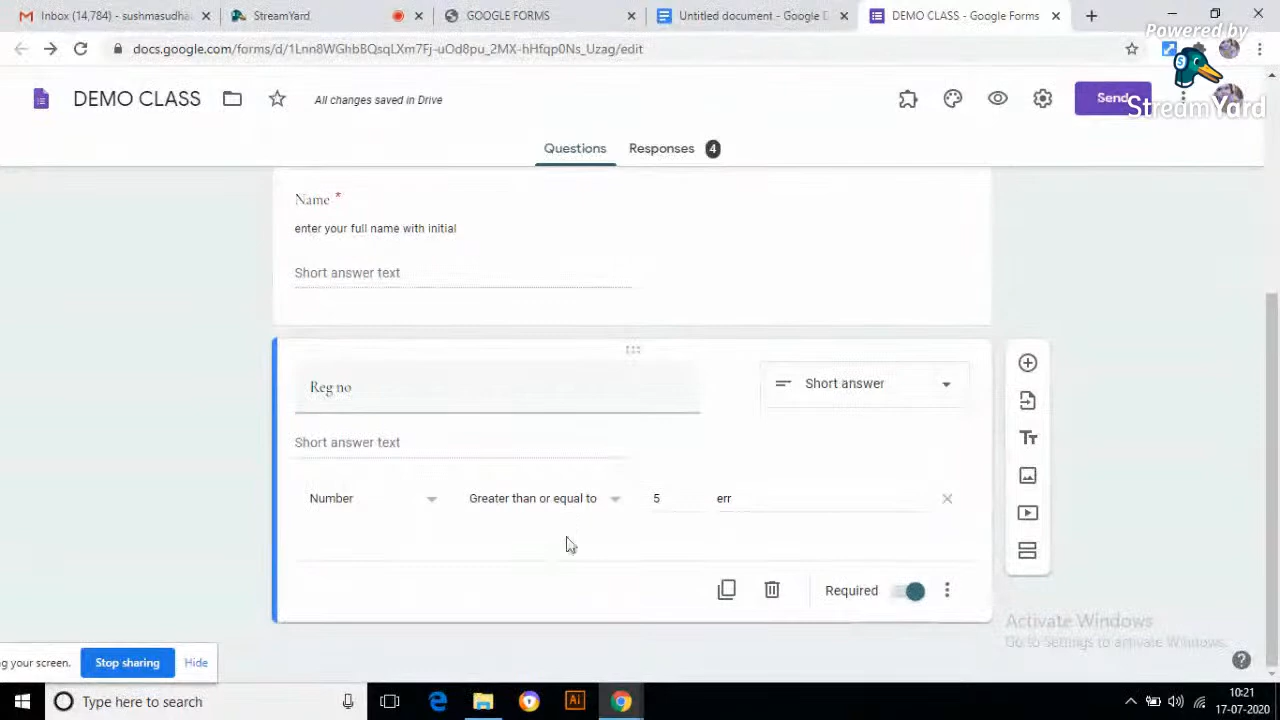 Inbox (14,784) - sushmasudha
StreamYard
GOOGLE FORMS
Untitled document - Google D
DEMO CLASS - Google Forms
Powered by
docs.google.com/forms/d/1Lnn8WGhbBQsqLXm7Fj-uOd8pu_2MX-hHfqp0Ns_Uzag/edit
DEMO CLASS
All changes saved in Drive
Send
StreamYard
Questions
Responses 4
Name *
enter your full name with initial
Short answer text
Reg no
Short answer
Short answer text
Number
Greater than or equal to
5
err
Required
Activate Windows
Go to Settings to activate Windows.
g your screen.
Stop sharing
Hide
Type here to search
Ai
10:21
17-07-2020